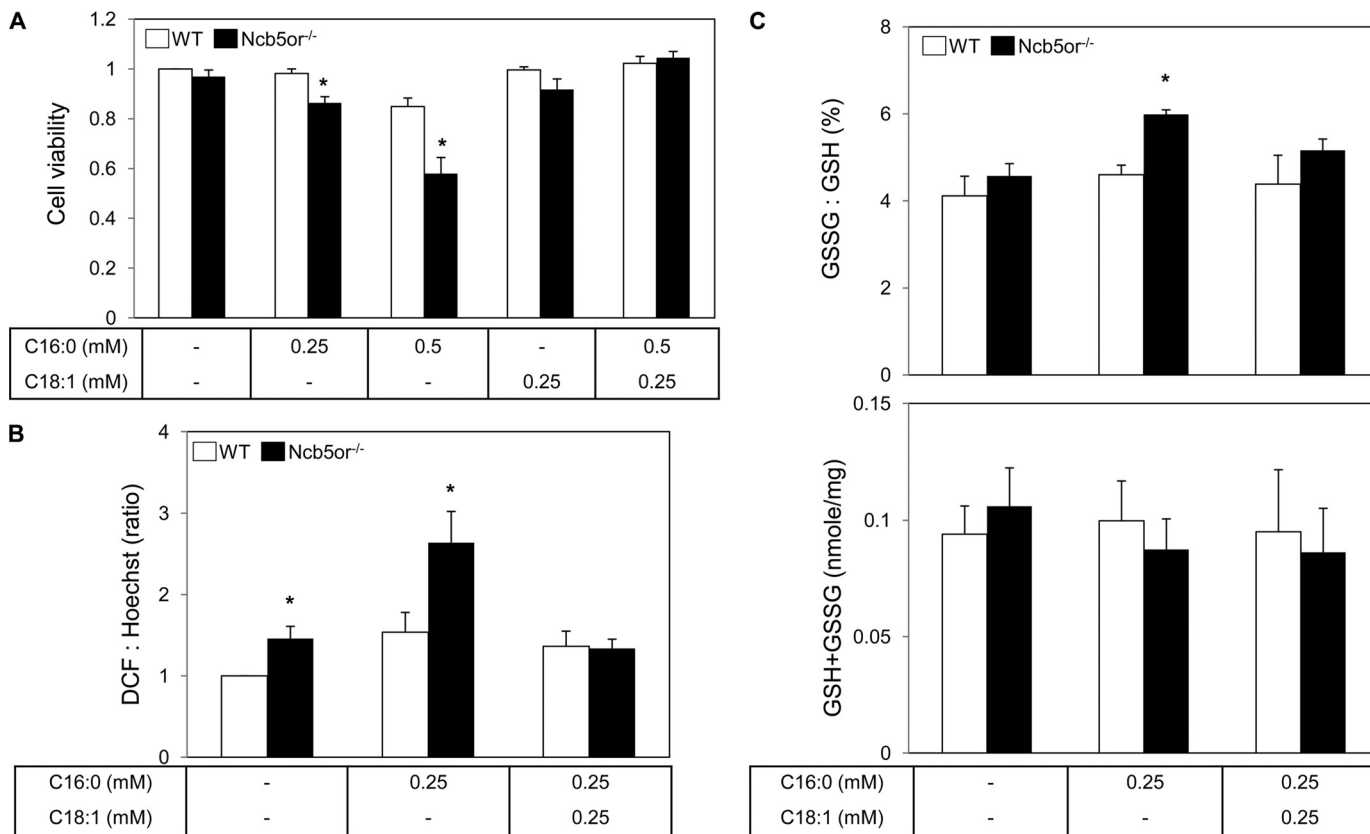 A
1.2
1
0.8
0.6
0.4
0.2
0
Cell viability
WT Ncb5or-/-
*
*
C16:0 (mM) - 0.25 0.5 - 0.5
C18:1 (mM) - - - 0.25 0.25
B
4
3
2
1
0
DCF : Hoechst (ratio)
WT Ncb5or-/-
*
*
C16:0 (mM) - 0.25 0.25
C18:1 (mM) - - 0.25
C
8
6
4
2
0
GSSG : GSH (%)
WT Ncb5or-/-
*
0.15
0.1
0.05
0
GSH+GSSG (nmole/mg)
C16:0 (mM) - 0.25 0.25
C18:1 (mM) - - 0.25